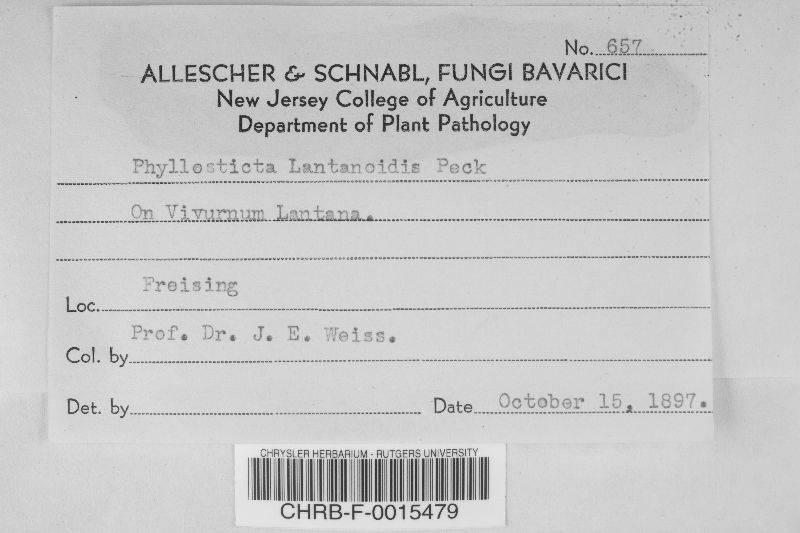 No. 657
ALLESCHER & SCHNABL, FUNGI BAVARICI
New Jersey College of Agriculture
Department of Plant Pathology
Phyllosticta Lantanoidis Peck
On Vivurnum Lantana.
Freising
Loc.
Prof. Dr. J. E. Weiss.
Col. by
Det. by Date October 15, 1897.
CHRYSLER HERBARIUM - RUTGERS UNIVERSITY
CHRB-F-0015479